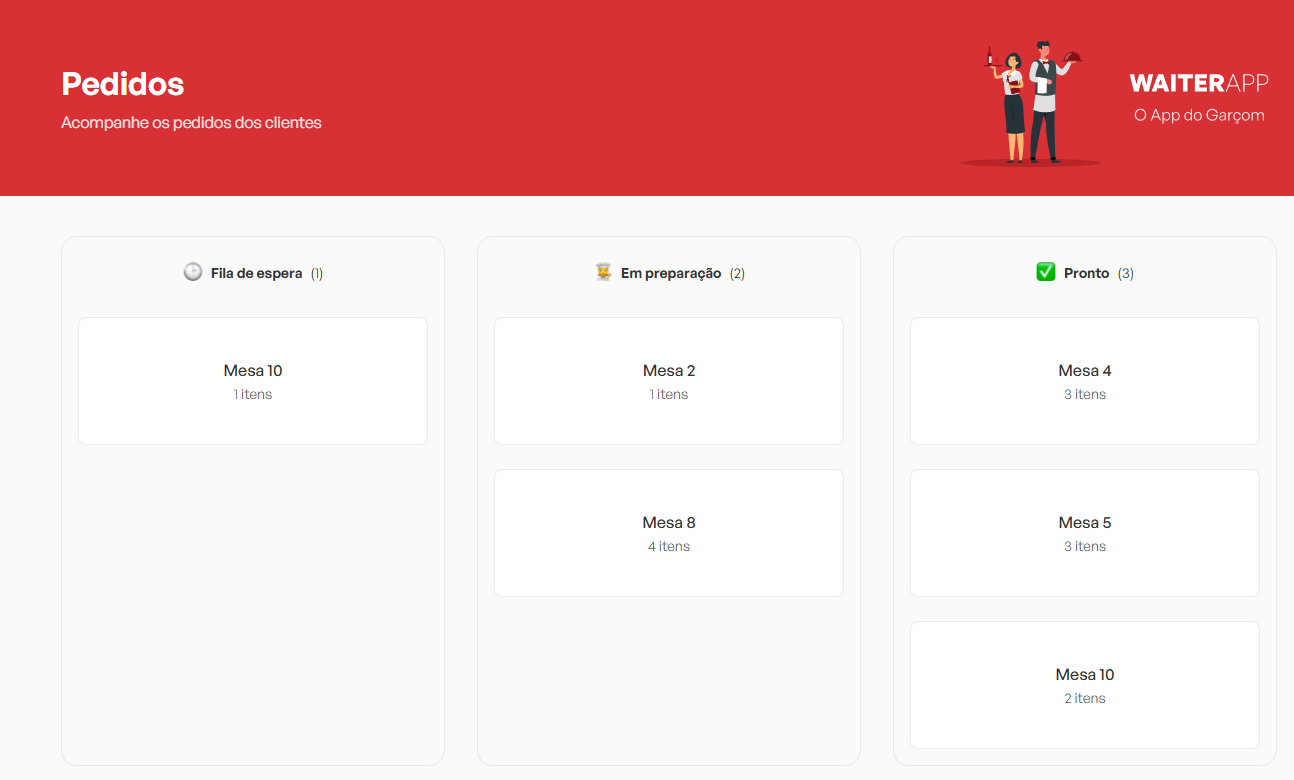 Pedidos
Acompanhe os pedidos dos clientes
WAITERAPP
O App do Garçom
Fila de espera (1)
Mesa 10
1 itens
Em preparação (2)
Mesa 2
1 itens
Mesa 8
4 itens
Pronto (3)
Mesa 4
3 itens
Mesa 5
3 itens
Mesa 10
2 itens